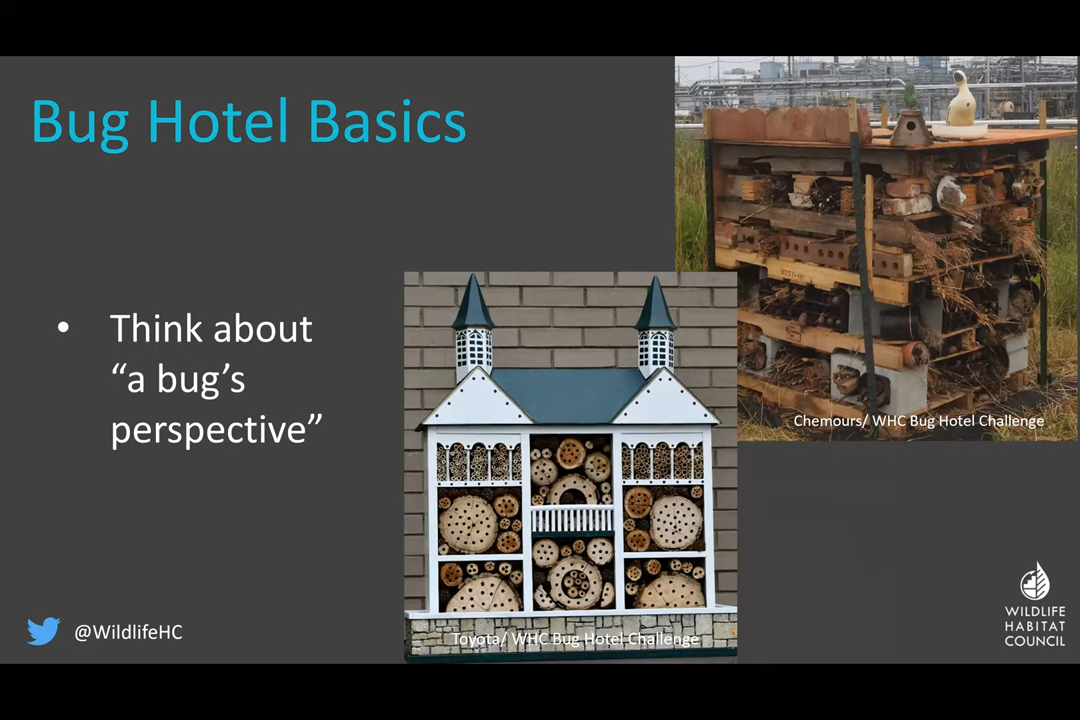 Bug Hotel Basics
• Think about
“a bug’s
perspective”
Chemours/ WHC Bug Hotel Challenge
Toyota/ WHC Bug Hotel Challenge
@WildlifeHC
WILDLIFE
HABITAT
COUNCIL